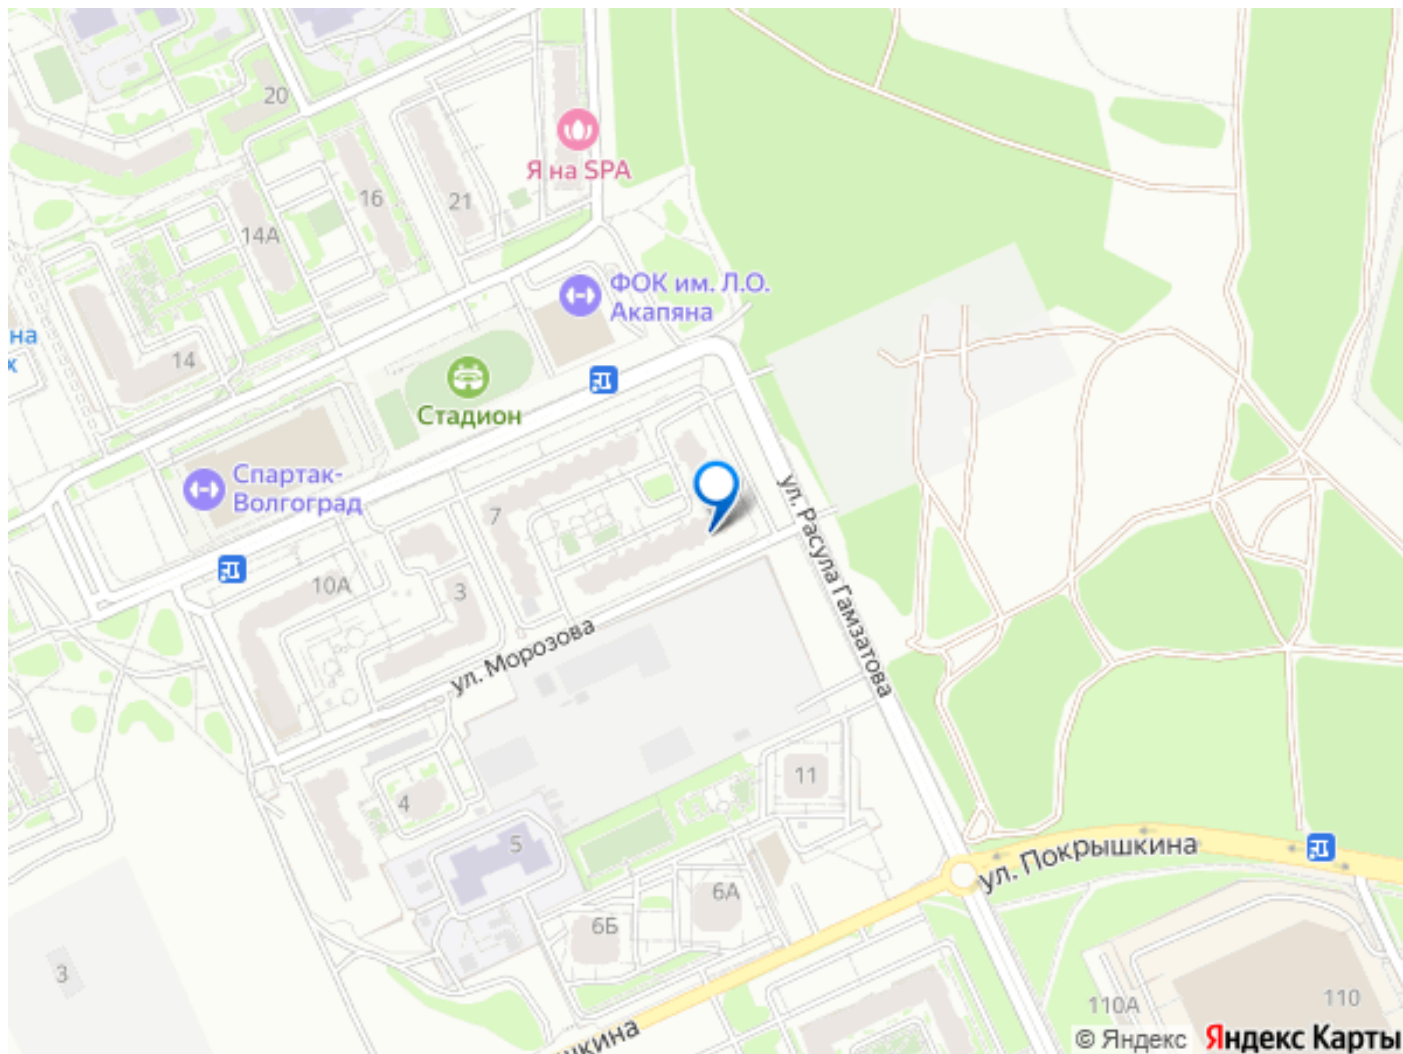 20
Я на SPA
16
21
14А
ФОК им. Л.О.
Акапяна
на
х
14
Стадион
Спартак-
Волгоград
7
ул. Расула Гамзатова
10А
3
ул. Морозова
11
4
5
ул. Покрышкина
6А
6Б
3
110А
110
шкина
© Яндекс
Яндекс Карты